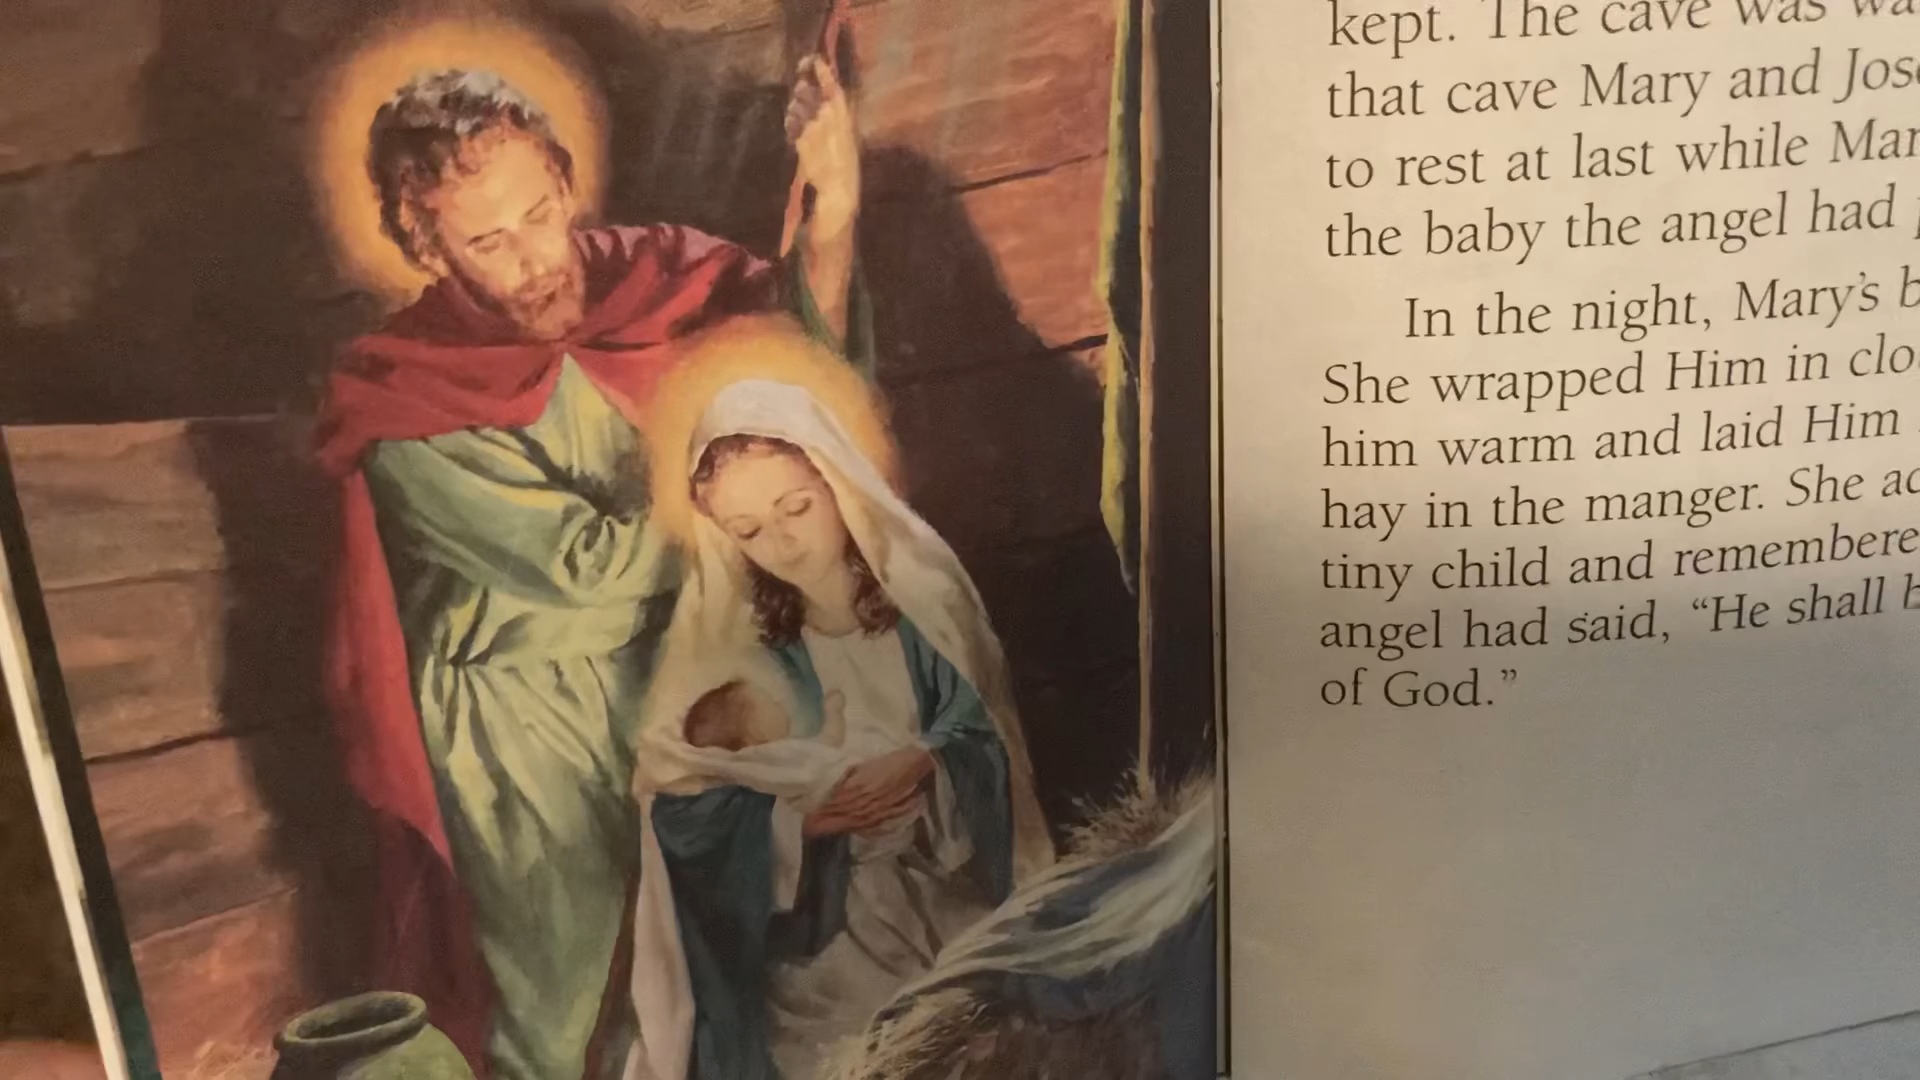 kept. The cave was
that cave Mary and
to rest at last while
the baby the angel had
In the night, Mary's
She wrapped Him in
him warm and laid Him
hay in the manger. She
tiny child and
angel had said, “He shall
of God.”